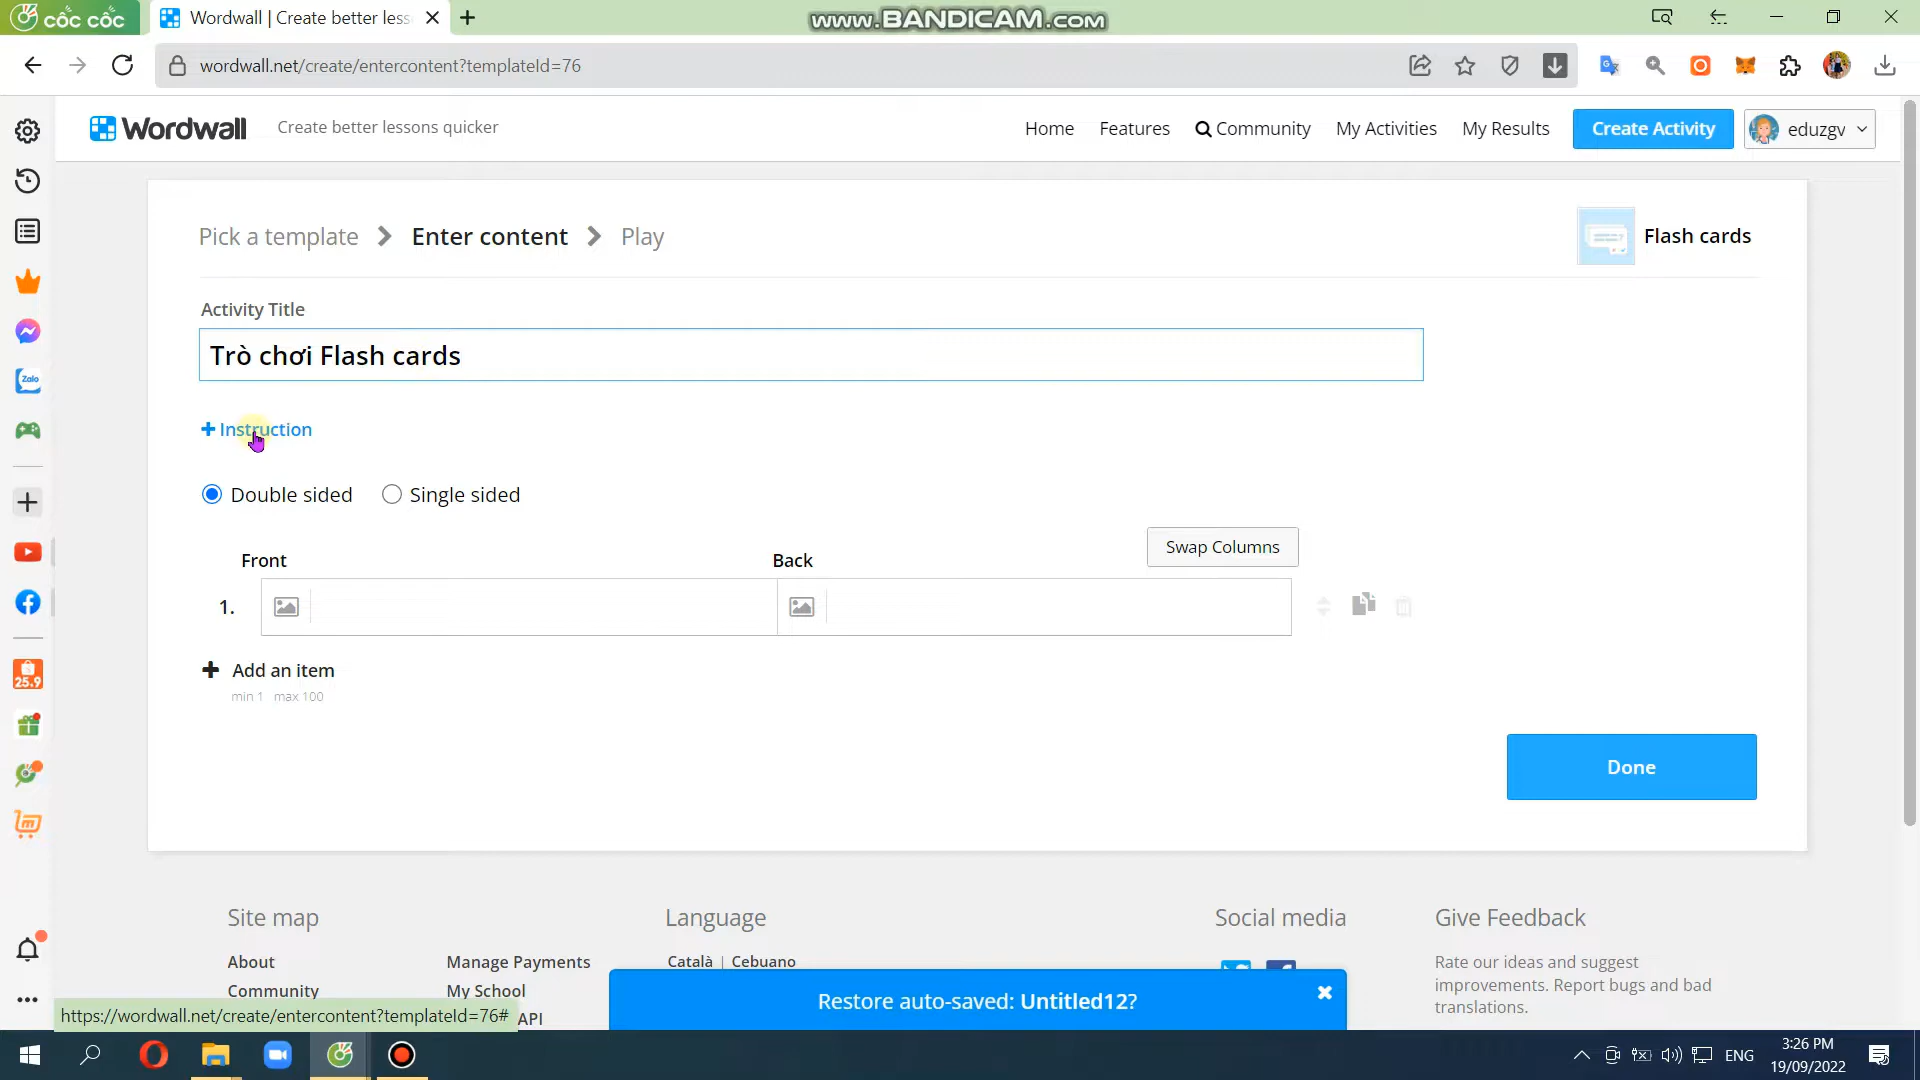 cốc cốc
Wordwall | Create better less
www.BANDICAM.com
wordwall.net/create/entercontent?templateId=76
Wordwall
Create better lessons quicker
Home
Features
Community
My Activities
My Results
Create Activity
eduzgv
Pick a template
Enter content
Play
Flash cards
Activity Title
Trò chơi Flash cards
+ Instruction
Double sided
Single sided
Swap Columns
Front
Back
1.
+ Add an item
min 1 max 100
Done
Zalo
25.9
Site map
Language
Social media
Give Feedback
About
Manage Payments
Català | Cebuano
Rate our ideas and suggest
Community
My School
improvements. Report bugs and bad
Restore auto-saved: Untitled12?
translations.
https://wordwall.net/create/entercontent?templateId=76#
API
ENG
3:26 PM
19/09/2022